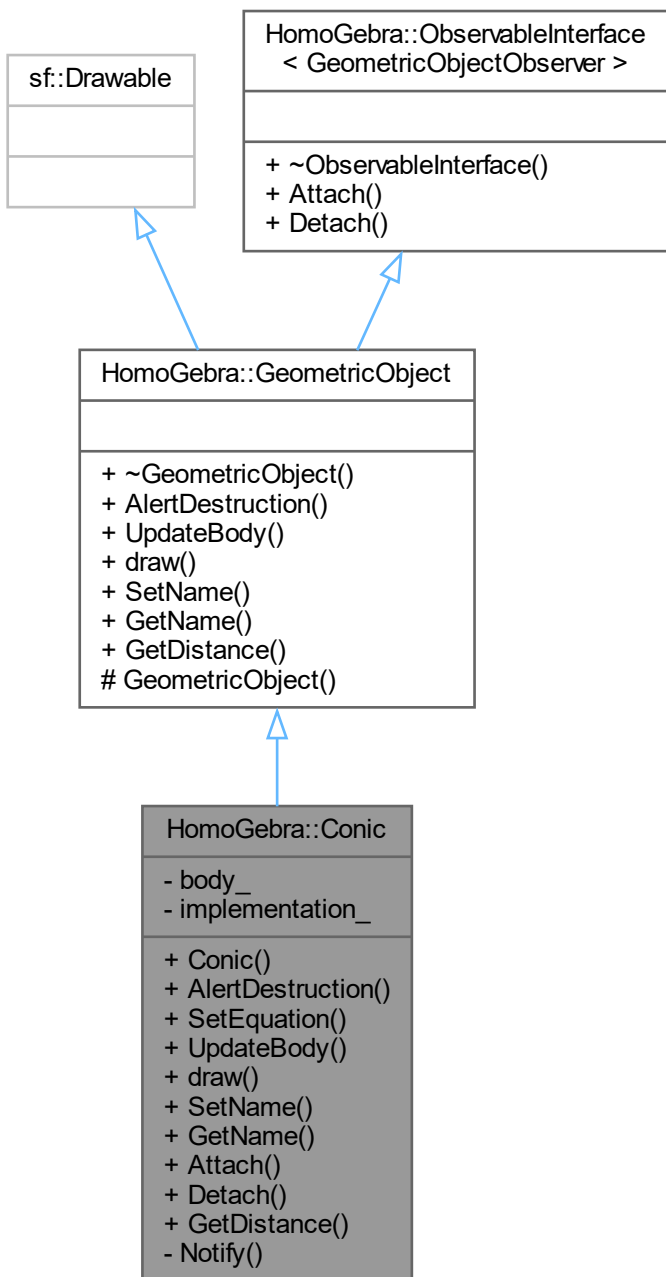 sf::Drawable
HomoGebra::ObservableInterface
< GeometricObjectObserver >
+ ~ObservableInterface()
+ Attach()
+ Detach()
HomoGebra::GeometricObject
+ ~GeometricObject()
+ AlertDestruction()
+ UpdateBody()
+ draw()
+ SetName()
+ GetName()
+ GetDistance()
# GeometricObject()
HomoGebra::Conic
- body_
- implementation_
+ Conic()
+ AlertDestruction()
+ SetEquation()
+ UpdateBody()
+ draw()
+ SetName()
+ GetName()
+ Attach()
+ Detach()
+ GetDistance()
- Notify()